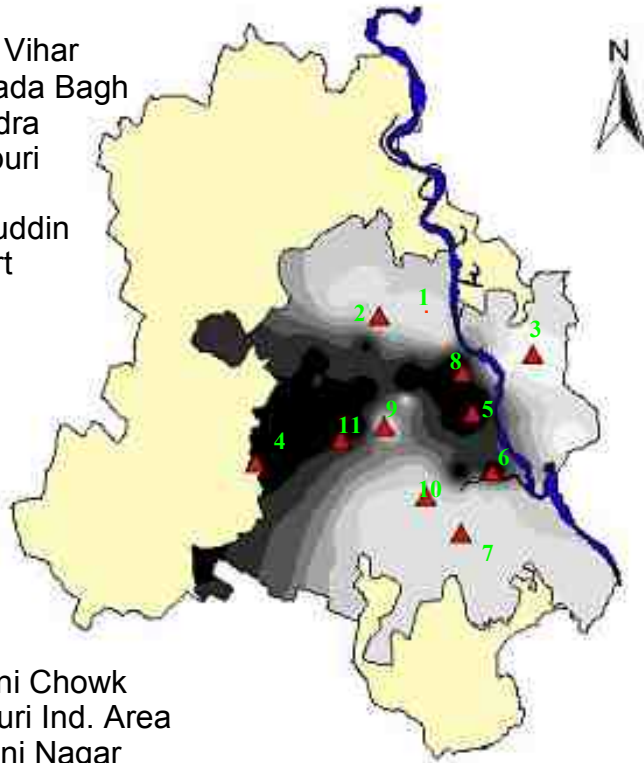 Vihar
ada Bagh
dra
ouri
uddin
rt
N
1
2
3
8
9
5
11
4
6
10
7
ni Chowk
uri Ind. Area
ni Nagar